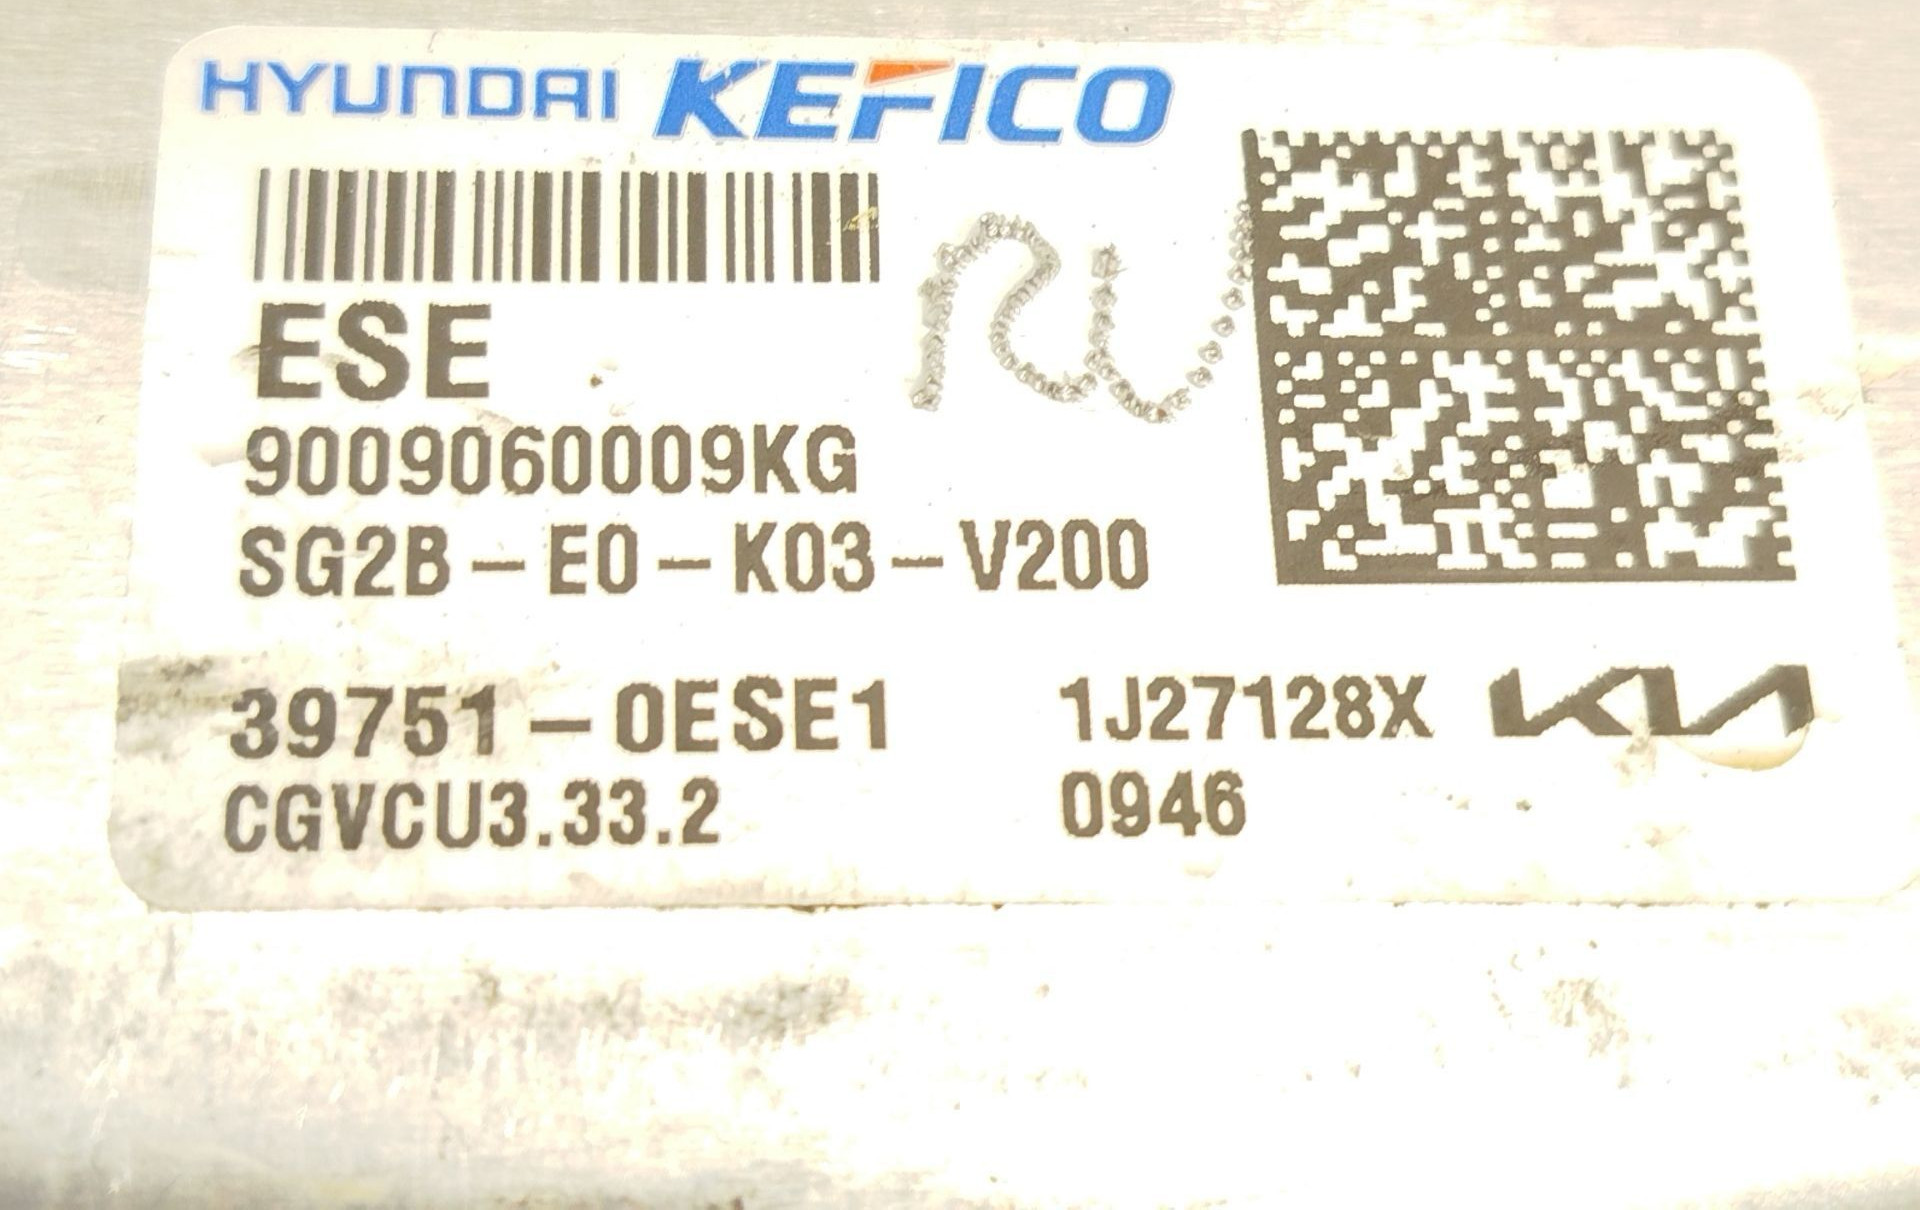 HYUNDAI KEFICO
ESE
9009060009KG
SG2B-E0-K03-V200
39751-0ESE1 1J27128X KIA
CGVCU3.33.2 0946